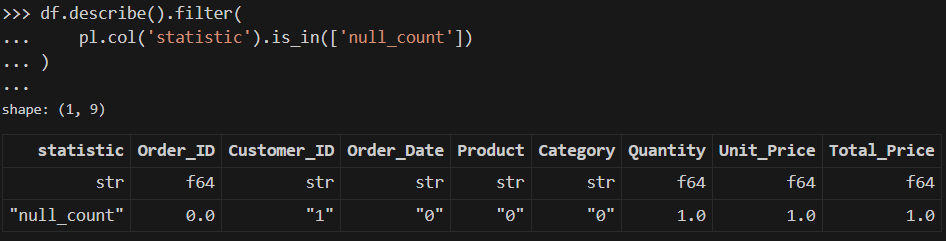 >>> df.describe().filter(
...     pl.col('statistic').is_in(['null_count'])
... )
...
shape: (1, 9)
statistic Order_ID Customer_ID Order_Date Product Category Quantity Unit_Price Total_Price
str f64 str str str str f64 f64 f64
"null_count" 0.0 "1" "0" "0" "0" 1.0 1.0 1.0